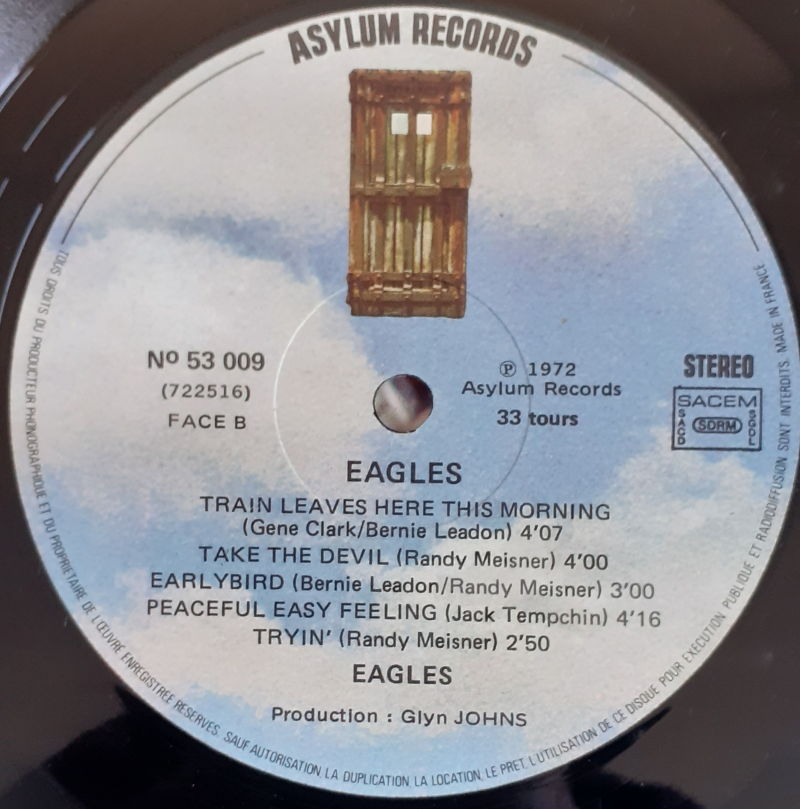 ASYLUM RECORDS
Nº 53 009
(722516)
FACE B
℗ 1972
Asylum Records
33 tours
STEREO
SACEM
SACD
SDRM
SGDL
EAGLES
TRAIN LEAVES HERE THIS MORNING
(Gene Clark/Bernie Leadon) 4'07
TAKE THE DEVIL (Randy Meisner) 4'00
EARLYBIRD (Bernie Leadon/Randy Meisner) 3'00
PEACEFUL EASY FEELING (Jack Tempchin) 4'16
TRYIN' (Randy Meisner) 2'50
EAGLES
Production : Glyn JOHNS
TOUS DROITS DU PRODUCTEUR PHONOGRAPHIQUE ET DU PROPRIETAIRE DE L'ŒUVRE ENREGISTREE RESERVES. SAUF AUTORISATION LA DUPLICATION, LA LOCATION, LE PRET, L'UTILISATION DE CE DISQUE POUR EXECUTION PUBLIQUE ET RADIODIFFUSION SONT INTERDITS. MADE IN FRANCE